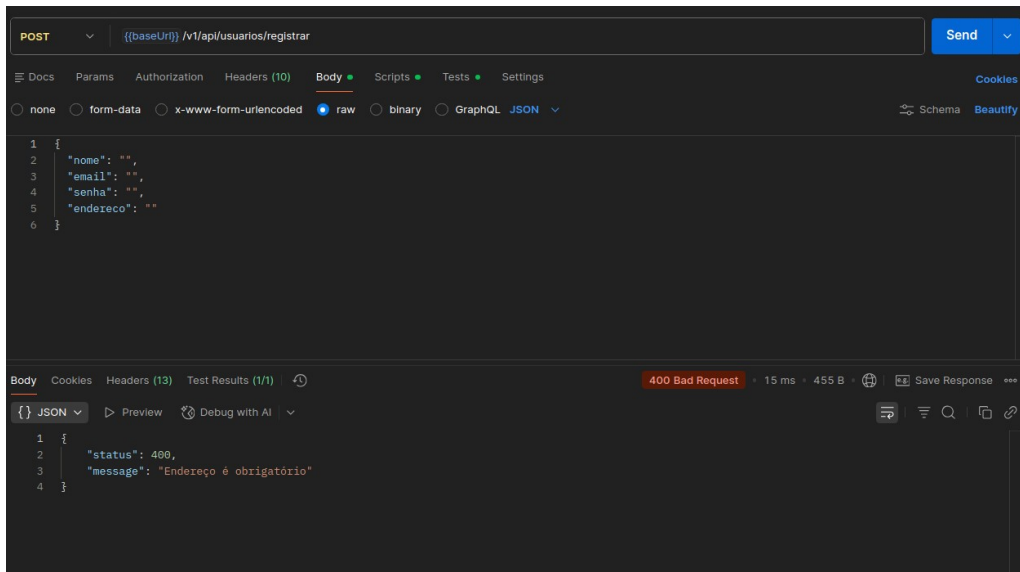 POST {{baseUrl}} /v1/api/usuarios/registrar Send
Docs Params Authorization Headers (10) Body Scripts Tests Settings Cookies
none form-data x-www-form-urlencoded raw binary GraphQL JSON Schema Beautify
1 {
2 "nome": "",
3 "email": "",
4 "senha": "",
5 "endereco": ""
6 }
Body Cookies Headers (13) Test Results (1/1) 400 Bad Request 15 ms 455 B Save Response
{} JSON Preview Debug with AI
1 {
2 "status": 400,
3 "message": "Endereço é obrigatório"
4 }